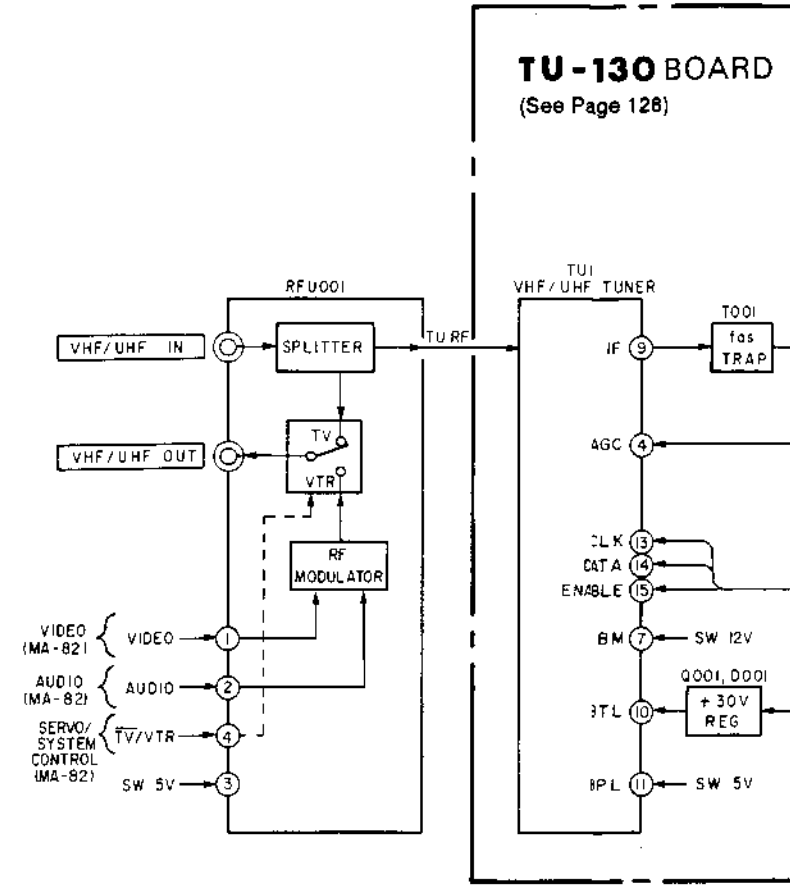 TU-130 BOARD
(See Page 128)
RFU001
VHF/UHF IN
SPLITTER
TU RF
VHF/UHF OUT
TV
VTR
RF
MODULATOR
VIDEO
(MA-82)
VIDEO
1
AUDIO
(MA-82)
AUDIO
2
SERVO/
SYSTEM
CONTROL
(MA-82)
TV/VTR
4
SW 5V
3
TU1
VHF/UHF TUNER
IF
9
T001
fos
TRAP
AGC
4
CLK
13
DATA
14
ENABLE
15
BM
7
SW 12V
Q001, D001
+30V
REG
BTL
10
BPL
11
SW 5V